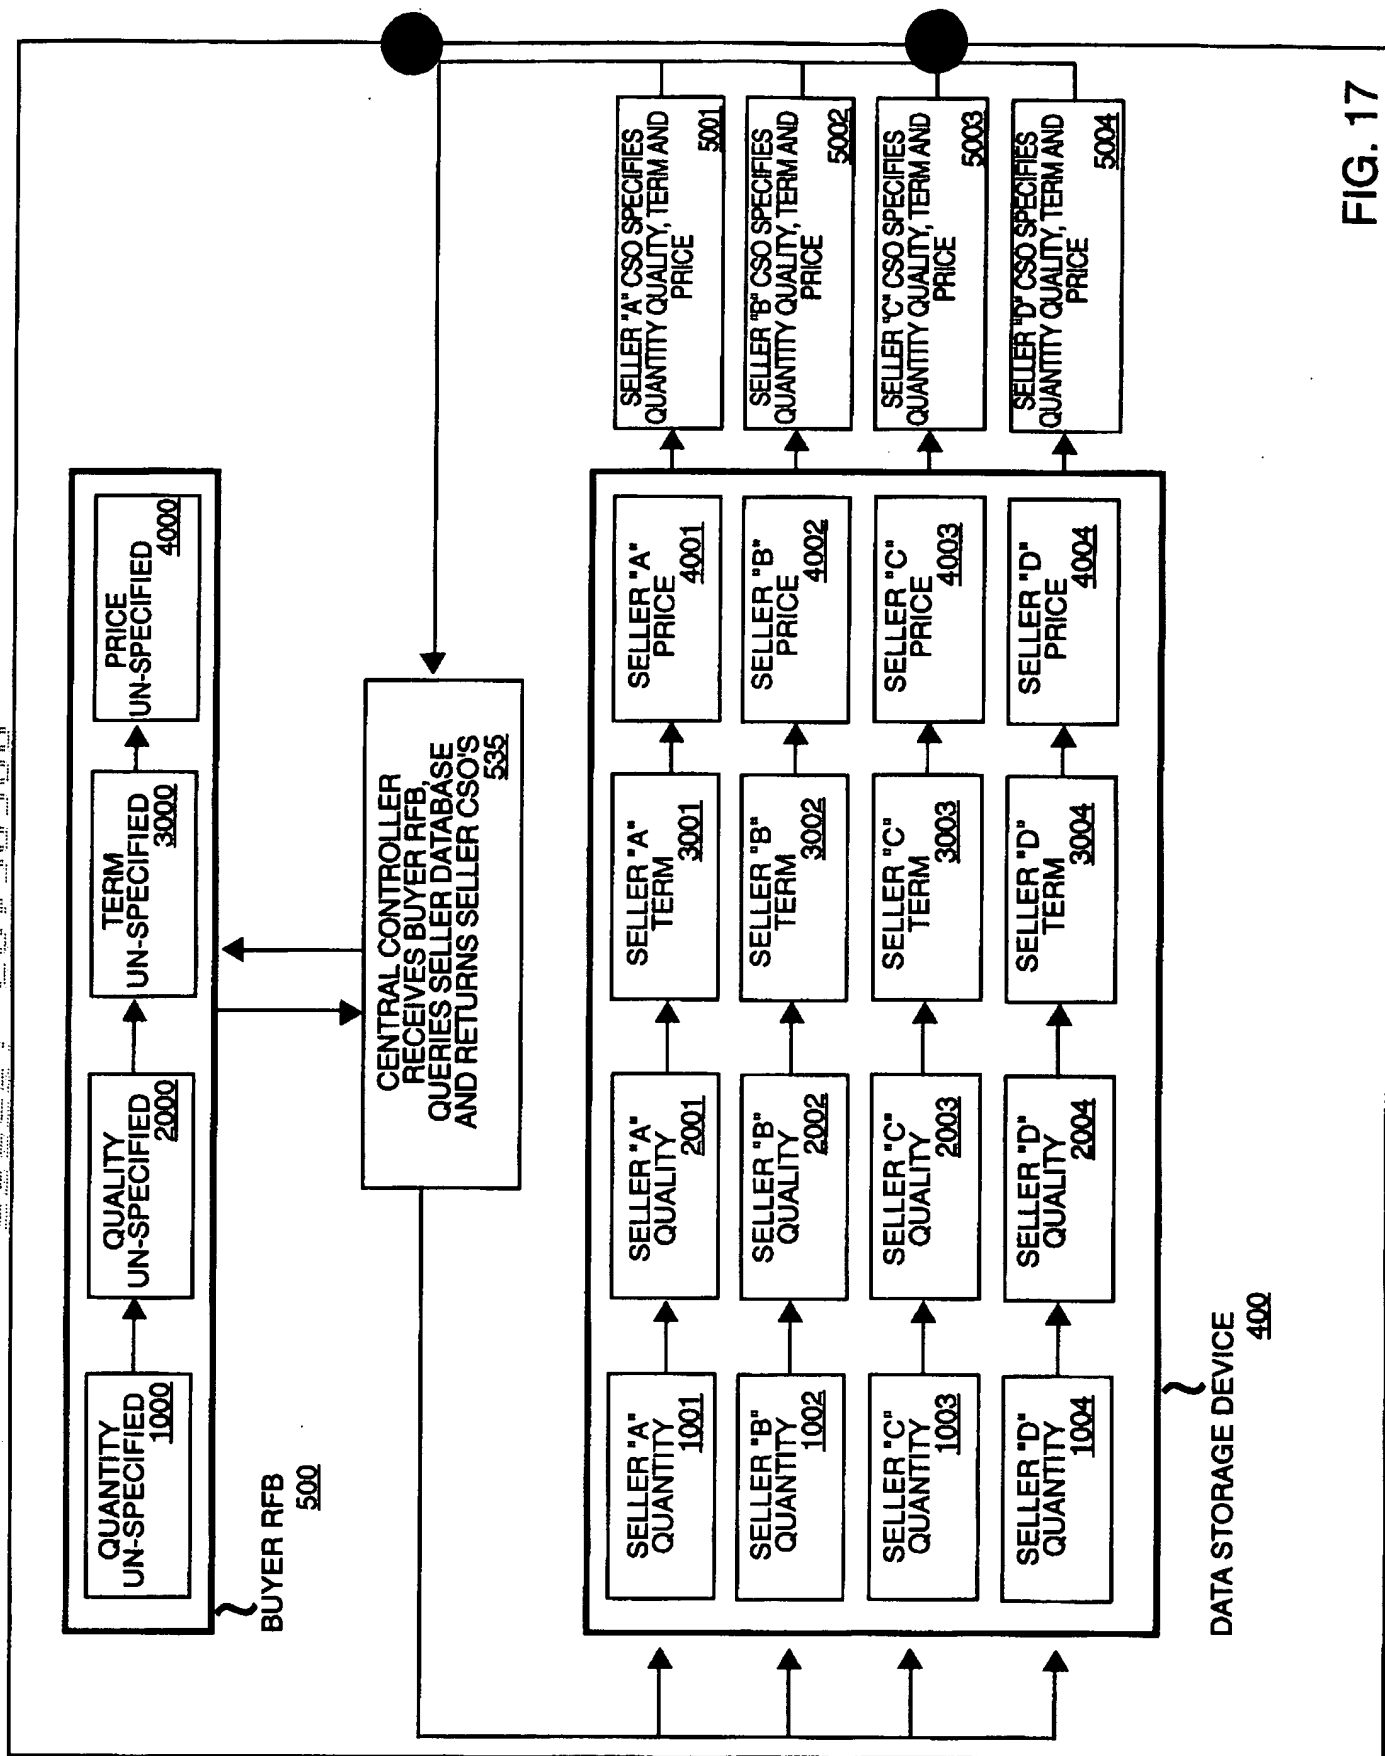 QUANTITY
UN-SPECIFIED
1000
QUALITY
UN-SPECIFIED
2000
TERM
UN-SPECIFIED
3000
PRICE
UN-SPECIFIED
4000
BUYER RFB
500
CENTRAL CONTROLLER
RECEIVES BUYER RFB,
QUERIES SELLER DATABASE
AND RETURNS SELLER CSO'S
535
SELLER "A"
QUANTITY
1001
SELLER "A"
QUALITY
2001
SELLER "A"
TERM
3001
SELLER "A"
PRICE
4001
SELLER "A" CSO SPECIFIES
QUANTITY QUALITY, TERM AND
PRICE
5001
SELLER "B"
QUANTITY
1002
SELLER "B"
QUALITY
2002
SELLER "B"
TERM
3002
SELLER "B"
PRICE
4002
SELLER "B" CSO SPECIFIES
QUANTITY QUALITY, TERM AND
PRICE
5002
SELLER "C"
QUANTITY
1003
SELLER "C"
QUALITY
2003
SELLER "C"
TERM
3003
SELLER "C"
PRICE
4003
SELLER "C" CSO SPECIFIES
QUANTITY QUALITY, TERM AND
PRICE
5003
SELLER "D"
QUANTITY
1004
SELLER "D"
QUALITY
2004
SELLER "D"
TERM
3004
SELLER "D"
PRICE
4004
SELLER "D" CSO SPECIFIES
QUANTITY QUALITY, TERM AND
PRICE
5004
DATA STORAGE DEVICE
400
FIG. 17